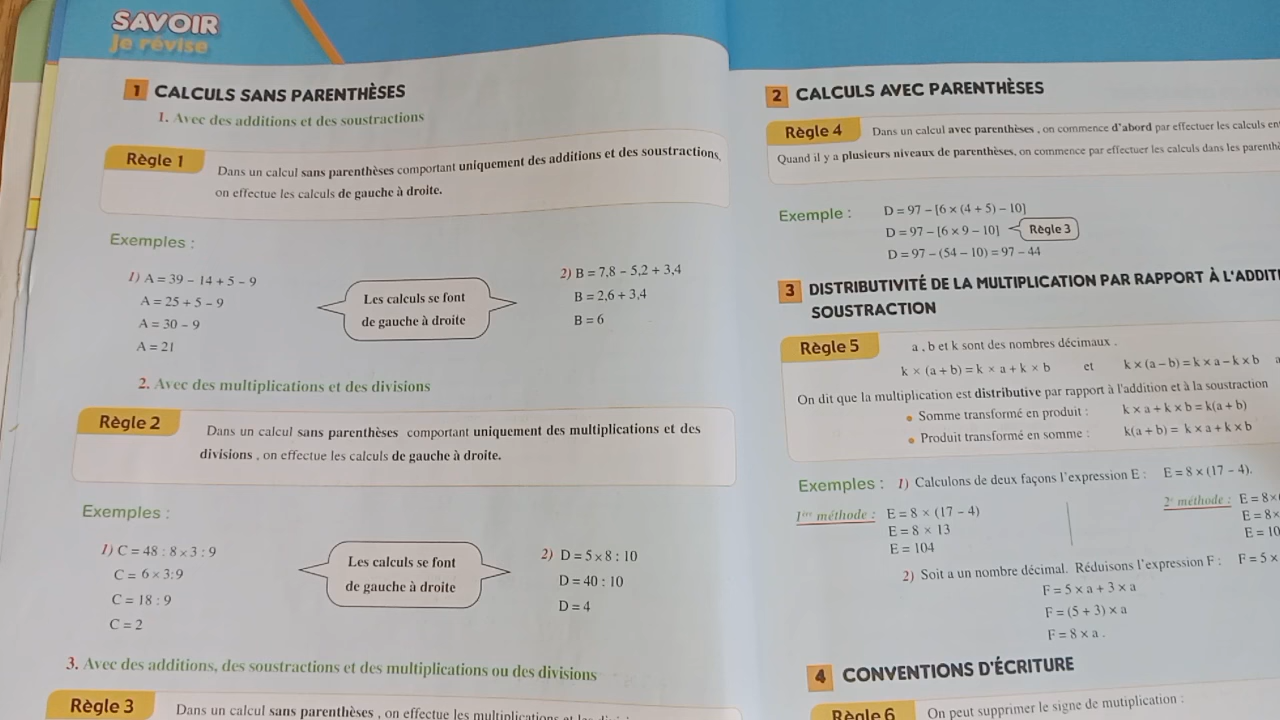 SAVOIR
Je révise
1 CALCULS SANS PARENTHÈSES
1. Avec des additions et des soustractions
Règle 1
Dans un calcul sans parenthèses comportant uniquement des additions et des soustractions,
on effectue les calculs de gauche à droite.
Exemples :
1) A = 39 - 14 + 5 - 9
A = 25 + 5 - 9
A = 30 - 9
A = 21
Les calculs se font
de gauche à droite
2) B = 7,8 - 5,2 + 3,4
B = 2,6 + 3,4
B = 6
2. Avec des multiplications et des divisions
Règle 2
Dans un calcul sans parenthèses comportant uniquement des multiplications et des
divisions , on effectue les calculs de gauche à droite.
Exemples :
1) C = 48 : 8 × 3 : 9
C = 6 × 3:9
C = 18 : 9
C = 2
Les calculs se font
de gauche à droite
2) D = 5 × 8 : 10
D = 40 : 10
D = 4
3. Avec des additions, des soustractions et des multiplications ou des divisions
Règle 3
Dans un calcul sans parenthèses , on effectue les multiplications
2 CALCULS AVEC PARENTHÈSES
Règle 4
Dans un calcul avec parenthèses , on commence d'abord par effectuer les calculs
Quand il y a plusieurs niveaux de parenthèses, on commence par effectuer les calculs dans les
Exemple :
D = 97 - [6 × (4 + 5) - 10]
D = 97 - [6 × 9 - 10]
Règle 3
D = 97 - (54 - 10) = 97 - 44
3 DISTRIBUTIVITÉ DE LA MULTIPLICATION PAR RAPPORT À
SOUSTRACTION
Règle 5
a , b et k sont des nombres décimaux .
k × (a + b) = k × a + k × b et k × (a - b) = k × a - k × b
On dit que la multiplication est distributive par rapport à l'addition et à la soustraction
• Somme transformé en produit : k × a + k × b = k(a + b)
• Produit transformé en somme : k(a + b) = k × a + k × b
Exemples : 1) Calculons de deux façons l'expression E : E = 8 × (17 - 4).
1ère méthode : E = 8 × (17 - 4)
E = 8 × 13
E = 104
2e méthode : E = 8×
E = 8×
E = 10
2) Soit a un nombre décimal. Réduisons l'expression F : F = 5 ×
F = 5 × a + 3 × a
F = (5 + 3) × a
F = 8 × a .
4 CONVENTIONS D'ÉCRITURE
Règle 6
On peut supprimer le signe de mutiplication :